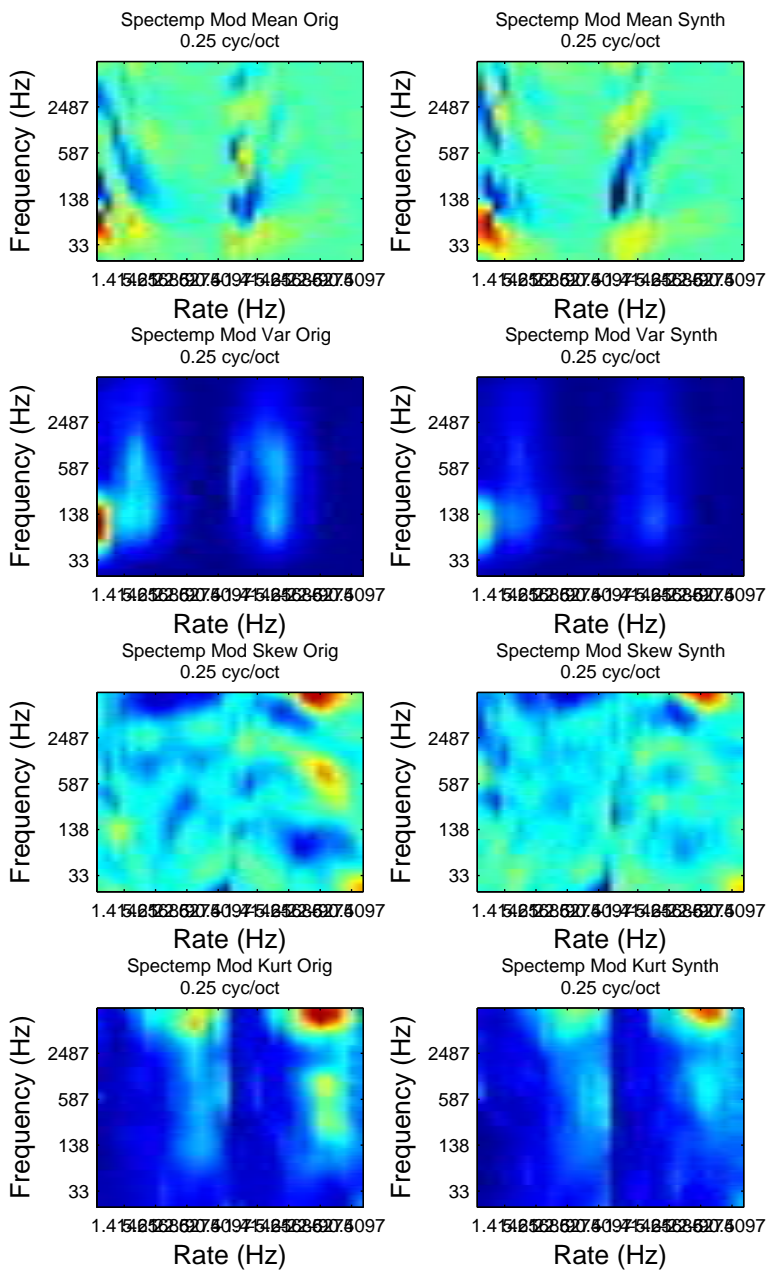 Spectemp Mod Mean Orig
0.25 cyc/oct
Frequency (Hz)
2487
587
138
33
Rate (Hz)
Spectemp Mod Mean Synth
0.25 cyc/oct
Frequency (Hz)
2487
587
138
33
Rate (Hz)
Spectemp Mod Var Orig
0.25 cyc/oct
Frequency (Hz)
2487
587
138
33
Rate (Hz)
Spectemp Mod Var Synth
0.25 cyc/oct
Frequency (Hz)
2487
587
138
33
Rate (Hz)
Spectemp Mod Skew Orig
0.25 cyc/oct
Frequency (Hz)
2487
587
138
33
Rate (Hz)
Spectemp Mod Skew Synth
0.25 cyc/oct
Frequency (Hz)
2487
587
138
33
Rate (Hz)
Spectemp Mod Kurt Orig
0.25 cyc/oct
Frequency (Hz)
2487
587
138
33
Rate (Hz)
Spectemp Mod Kurt Synth
0.25 cyc/oct
Frequency (Hz)
2487
587
138
33
Rate (Hz)